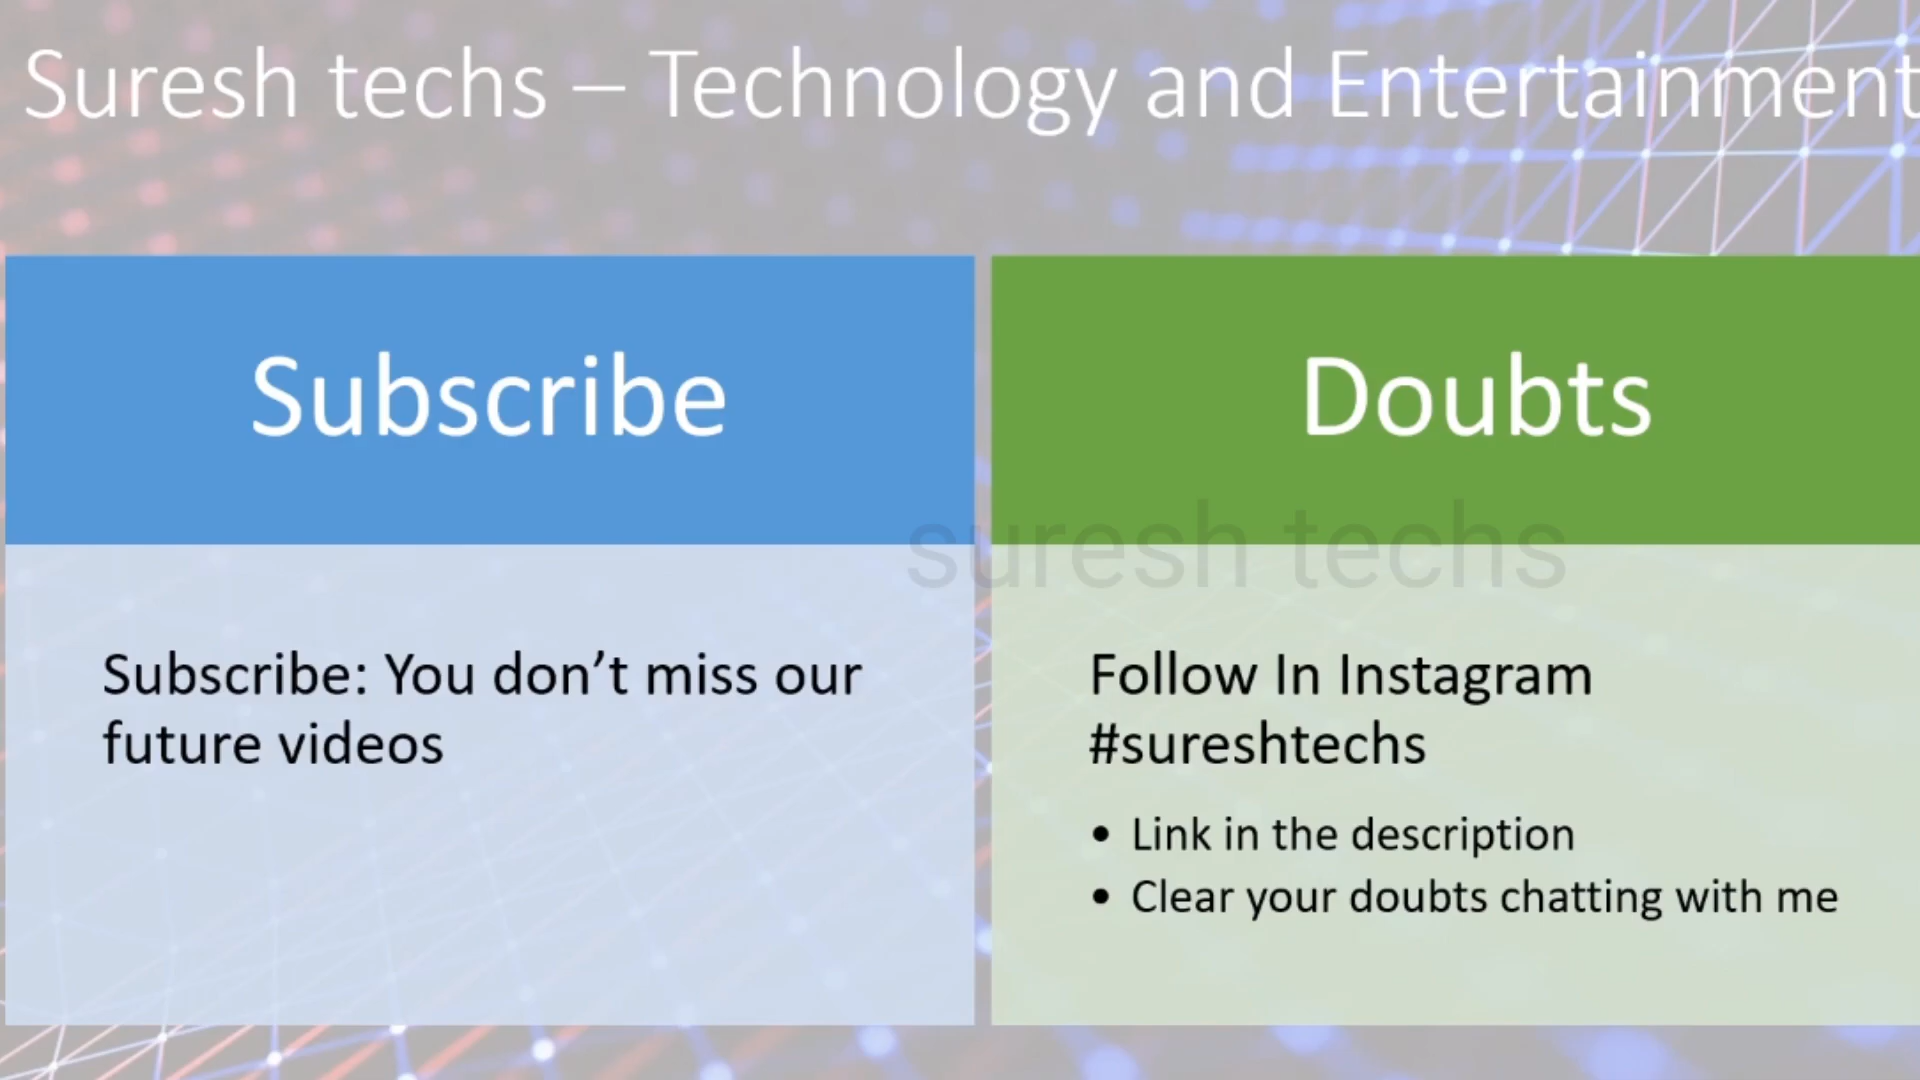 Suresh techs – Technology and Entertainment
Subscribe
Doubts
suresh techs
Subscribe: You don’t miss our
future videos
Follow In Instagram
#sureshtechs
• Link in the description
• Clear your doubts chatting with me